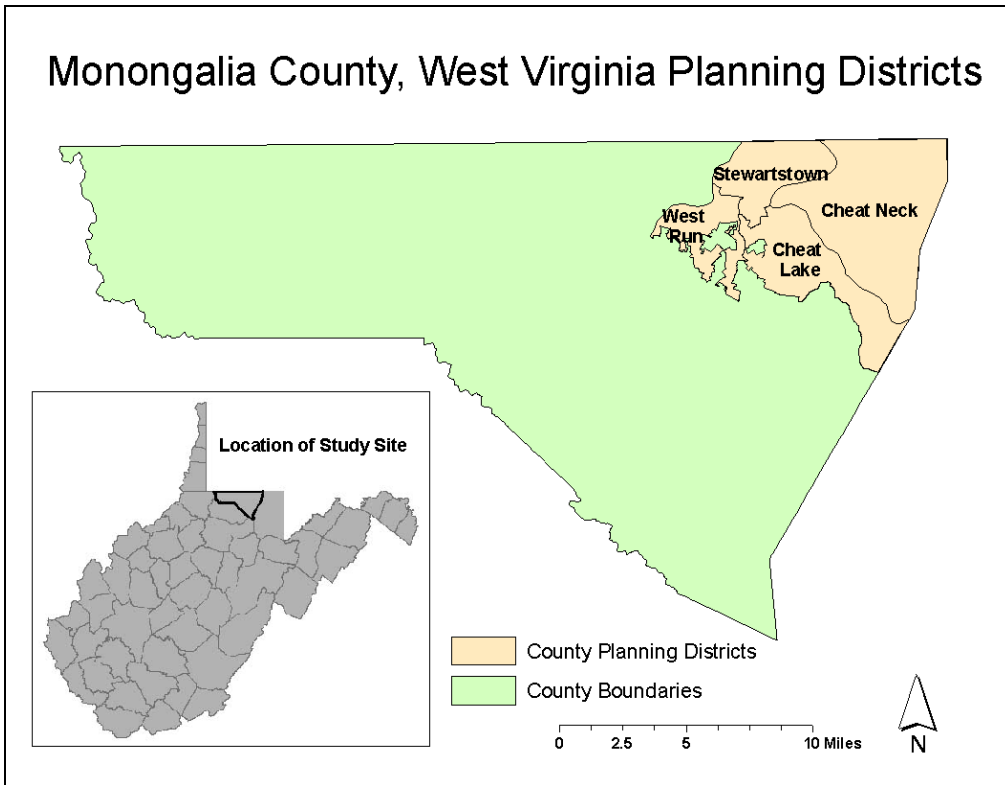 Monongalia County, West Virginia Planning Districts
Stewartstown
Cheat Neck
West
Run
Cheat
Lake
Location of Study Site
County Planning Districts
County Boundaries
0 2.5 5 10 Miles
N